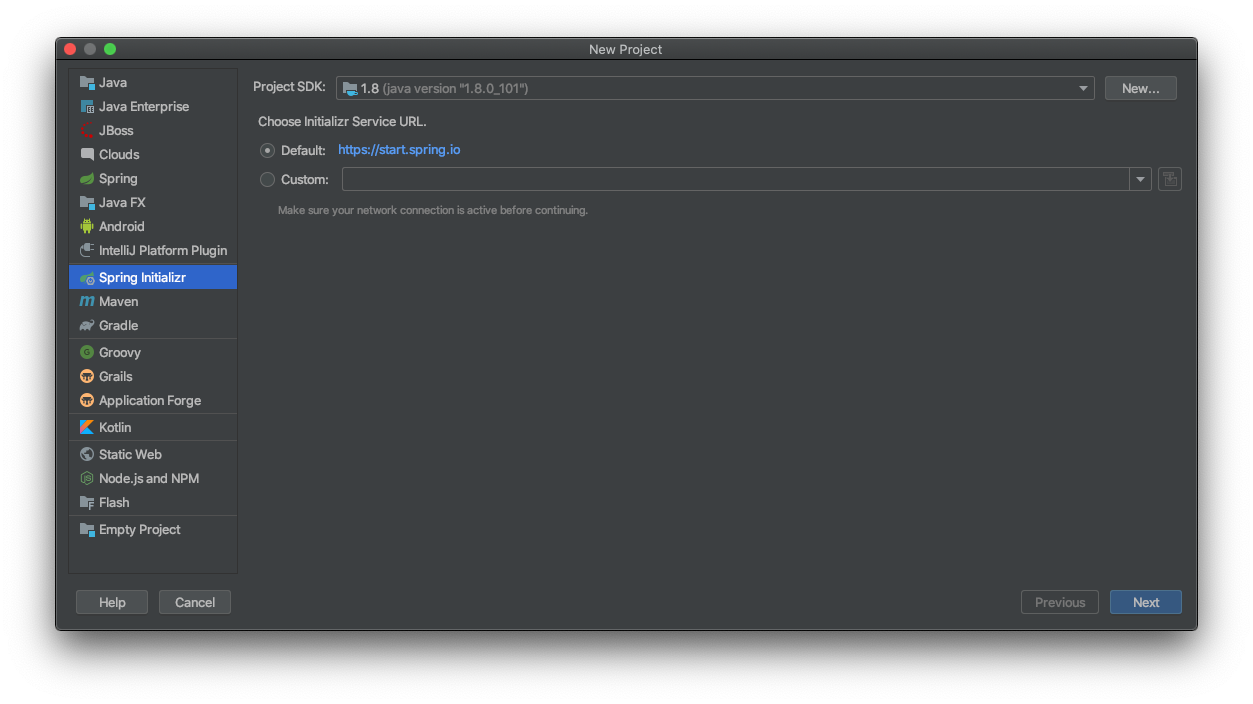 New Project
Java
Java Enterprise
JBoss
Clouds
Spring
Java FX
Android
IntelliJ Platform Plugin
Spring Initializr
Maven
Gradle
Groovy
Grails
Application Forge
Kotlin
Static Web
Node.js and NPM
Flash
Empty Project
Project SDK: 1.8 (java version "1.8.0_101") New...
Choose Initializr Service URL.
Default: https://start.spring.io
Custom:
Make sure your network connection is active before continuing.
Help Cancel Previous Next